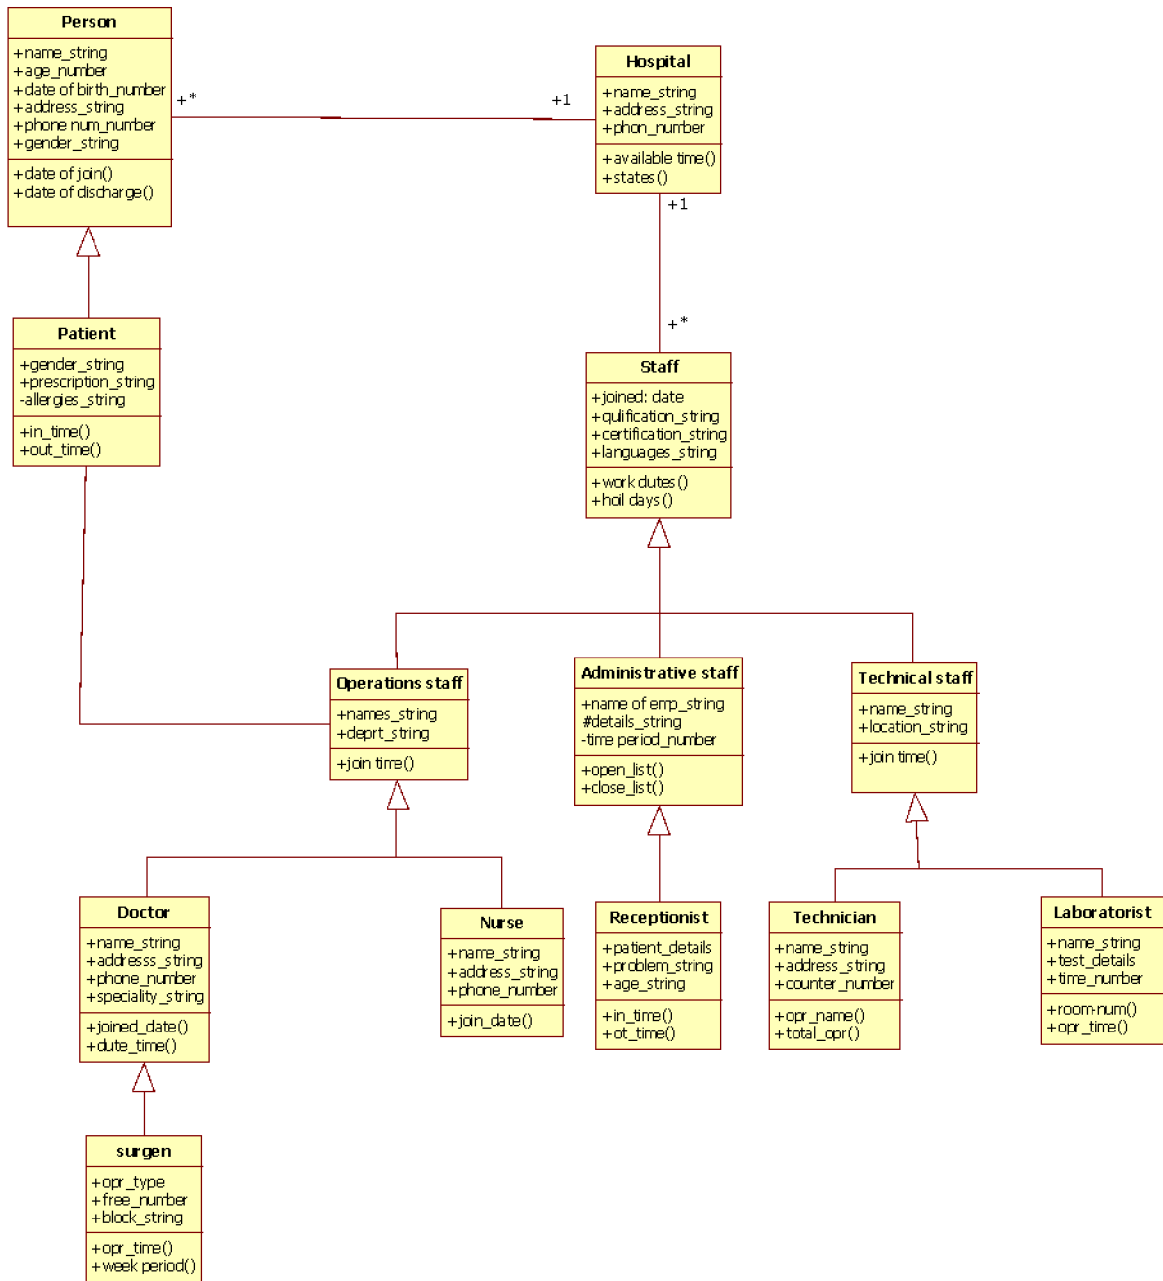 Person
+name_string
+age_number
+date of birth_number
+address_string
+phone num_number
+gender_string
+date of join()
+date of discharge()
+*
+1
Hospital
+name_string
+address_string
+phon_number
+available time()
+states()
+1
+*
Patient
+gender_string
+prescription_string
-allergies_string
+in_time()
+out_time()
Staff
+joined: date
+qulification_string
+certification_string
+languages_string
+work dutes()
+hoil days()
Operations staff
+names_string
+deprt_string
+join time()
Administrative staff
+name of emp_string
#details_string
-time period_number
+open_list()
+close_list()
Technical staff
+name_string
+location_string
+join time()
Doctor
+name_string
+addresss_string
+phone_number
+speciality_string
+joined_date()
+dute_time()
Nurse
+name_string
+address_string
+phone_number
+join_date()
Receptionist
+patient_details
+problem_string
+age_string
+in_time()
+ot_time()
Technician
+name_string
+address_string
+counter_number
+opr_name()
+total_opr()
Laboratorist
+name_string
+test_details
+time_number
+room-num()
+opr_time()
surgen
+opr_type
+free_number
+block_string
+opr_time()
+week period()